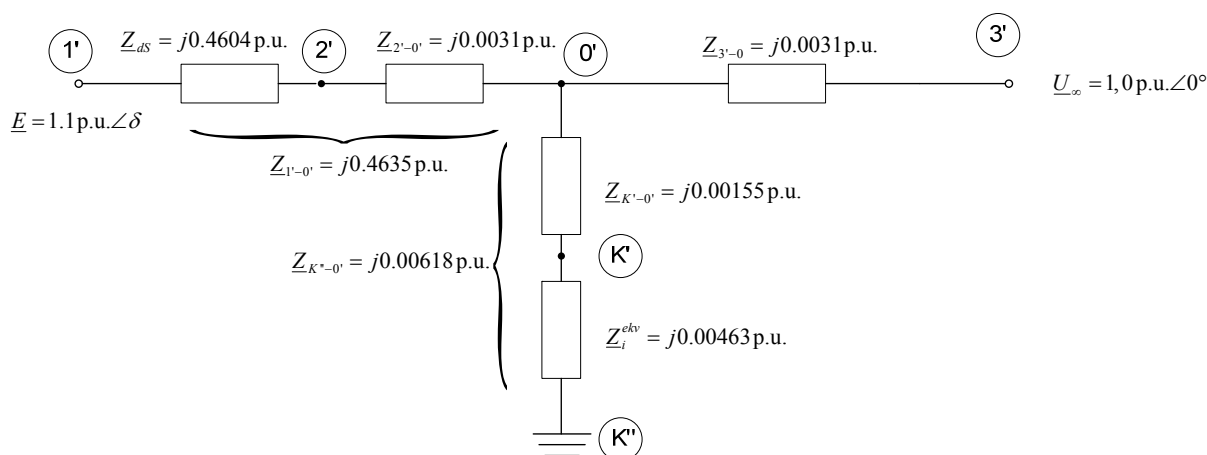 1'
Z_dS = j0.4604 p.u.
2'
Z_2'-0' = j0.0031 p.u.
0'
Z_3'-0 = j0.0031 p.u.
3'
E = 1.1 p.u.∠δ
U_∞ = 1,0 p.u.∠0°
Z_1'-0' = j0.4635 p.u.
Z_K'-0' = j0.00155 p.u.
Z_K"-0' = j0.00618 p.u.
K'
Z_i^ekv = j0.00463 p.u.
K"